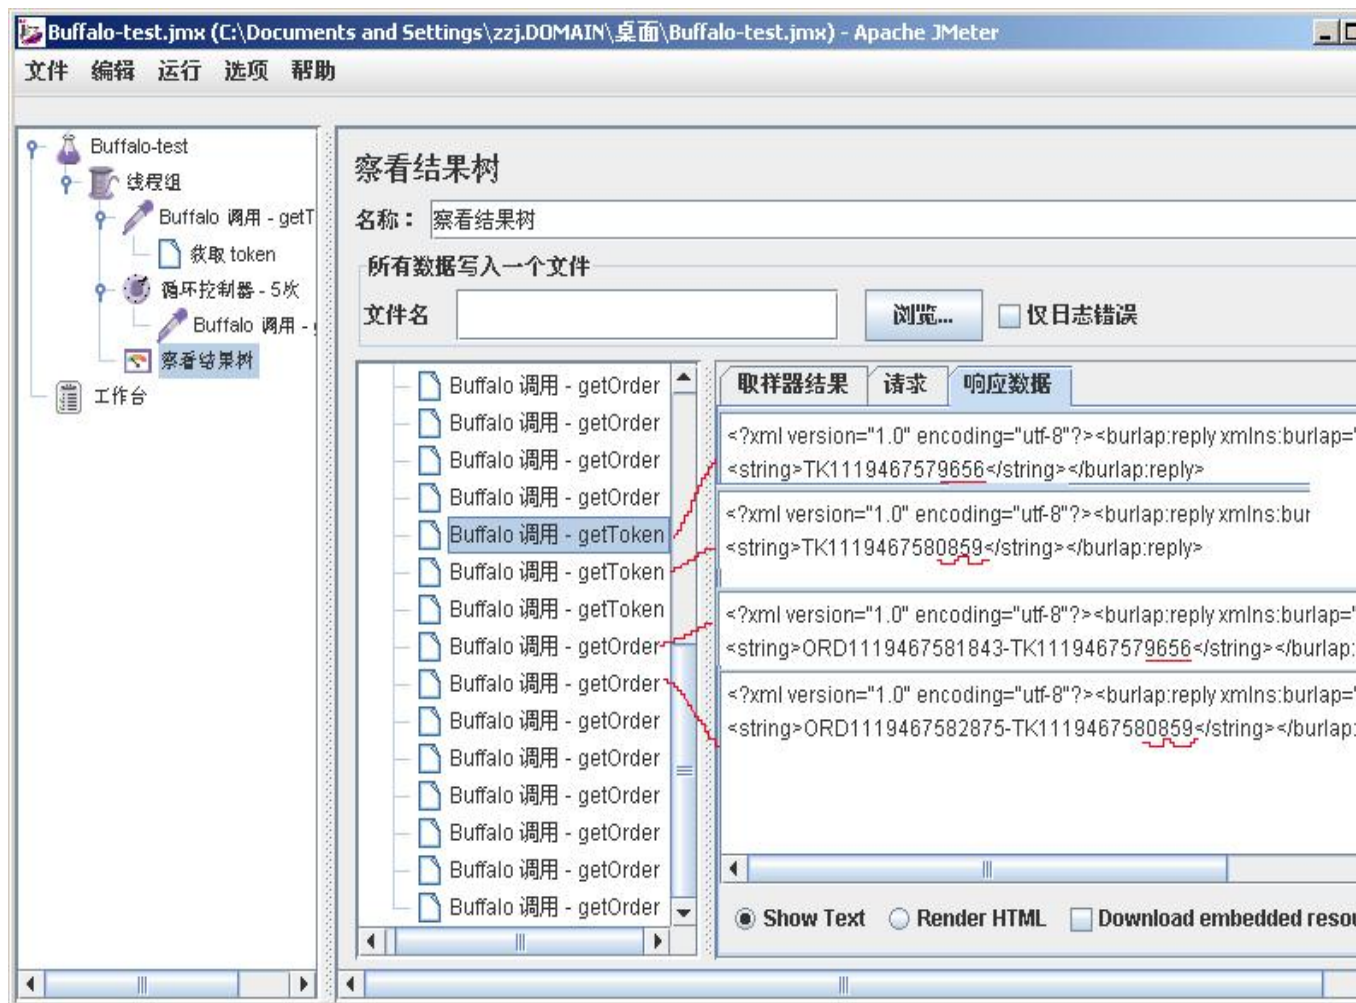 Buffalo-test.jmx (C:\Documents and Settings\zzj.DOMAIN\桌面\Buffalo-test.jmx) - Apache JMeter
文件 编辑 运行 选项 帮助
Buffalo-test
线程组
Buffalo 调用 - getT
获取 token
循环控制器 - 5次
Buffalo 调用 -
察看结果树
工作台
察看结果树
名称： 察看结果树
所有数据写入一个文件
文件名 浏览... 仅日志错误
Buffalo 调用 - getOrder
Buffalo 调用 - getOrder
Buffalo 调用 - getOrder
Buffalo 调用 - getOrder
Buffalo 调用 - getToken
Buffalo 调用 - getToken
Buffalo 调用 - getToken
Buffalo 调用 - getOrder
Buffalo 调用 - getOrder
Buffalo 调用 - getOrder
Buffalo 调用 - getOrder
Buffalo 调用 - getOrder
Buffalo 调用 - getOrder
Buffalo 调用 - getOrder
Buffalo 调用 - getOrder
取样器结果 请求 响应数据
<?xml version="1.0" encoding="utf-8"?><burlap:reply xmlns:burlap="
<string>TK1119467579656</string></burlap:reply>
<?xml version="1.0" encoding="utf-8"?><burlap:reply xmlns:bur
<string>TK1119467580859</string></burlap:reply>
<?xml version="1.0" encoding="utf-8"?><burlap:reply xmlns:burlap="
<string>ORD1119467581843-TK1119467579656</string></burlap:
<?xml version="1.0" encoding="utf-8"?><burlap:reply xmlns:burlap="
<string>ORD1119467582875-TK1119467580859</string></burlap:
Show Text Render HTML Download embedded resou